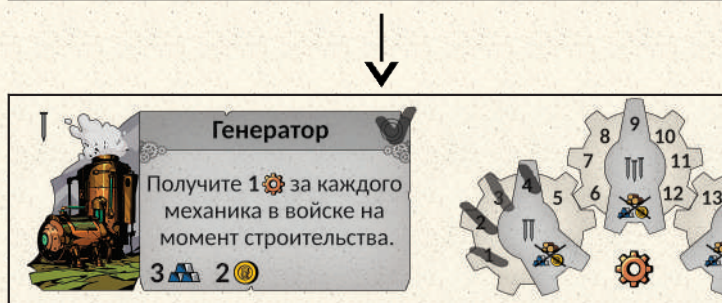 Генератор
Получите 1 за каждого
механика в войске на
момент строительства.
3 2
1 2 3 4 5
6 7 8 9 10 11 12
13